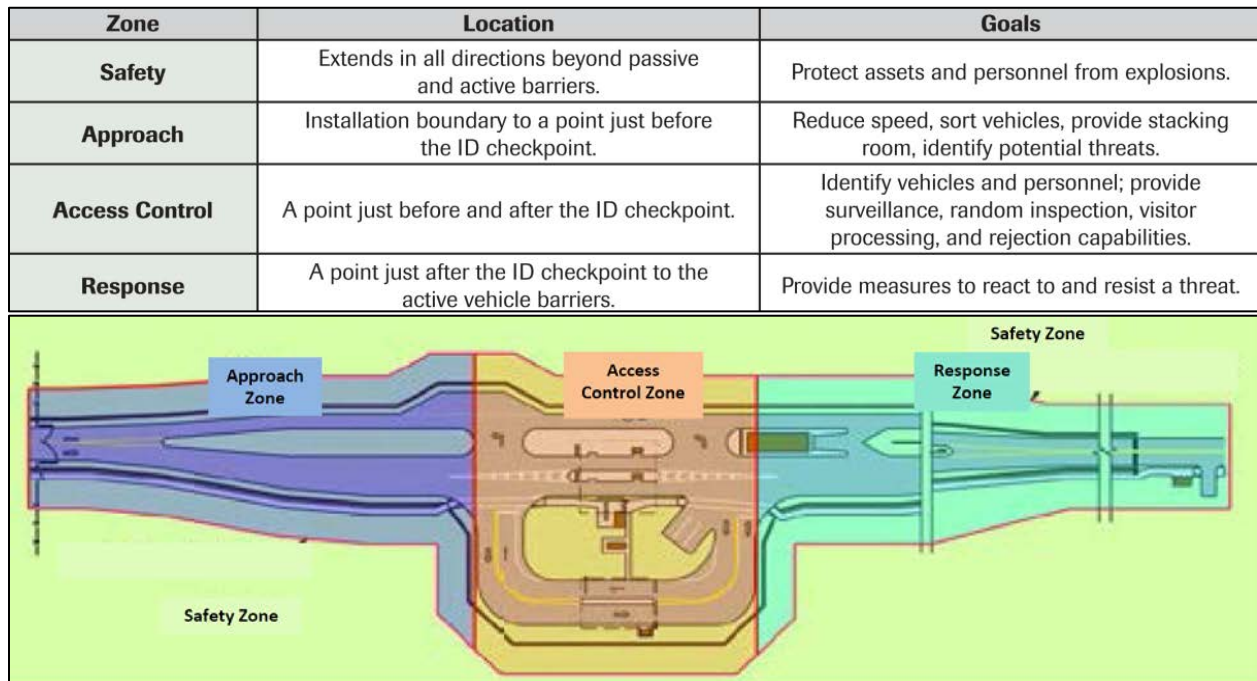 Zone Location Goals
Safety
Extends in all directions beyond passive
and active barriers.
Protect assets and personnel from explosions.
Approach
Installation boundary to a point just before
the ID checkpoint.
Reduce speed, sort vehicles, provide stacking
room, identify potential threats.
Access Control
A point just before and after the ID checkpoint.
Identify vehicles and personnel; provide
surveillance, random inspection, visitor
processing, and rejection capabilities.
Response
A point just after the ID checkpoint to the
active vehicle barriers.
Provide measures to react to and resist a threat.
Safety Zone
Approach
Zone
Access
Control Zone
Response
Zone
Safety Zone